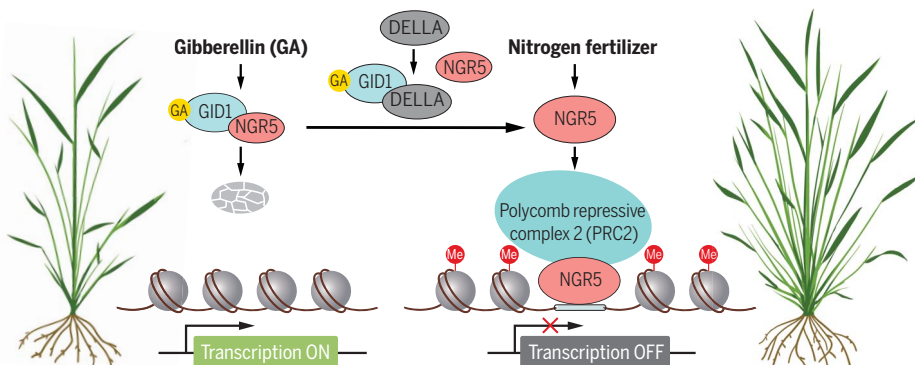 Gibberellin (GA)
GA
GID1
NGR5
DELLA
NGR5
GA
GID1
DELLA
Nitrogen fertilizer
NGR5
Polycomb repressive
complex 2 (PRC2)
NGR5
Me
Me
Me
Me
Transcription ON
Transcription OFF